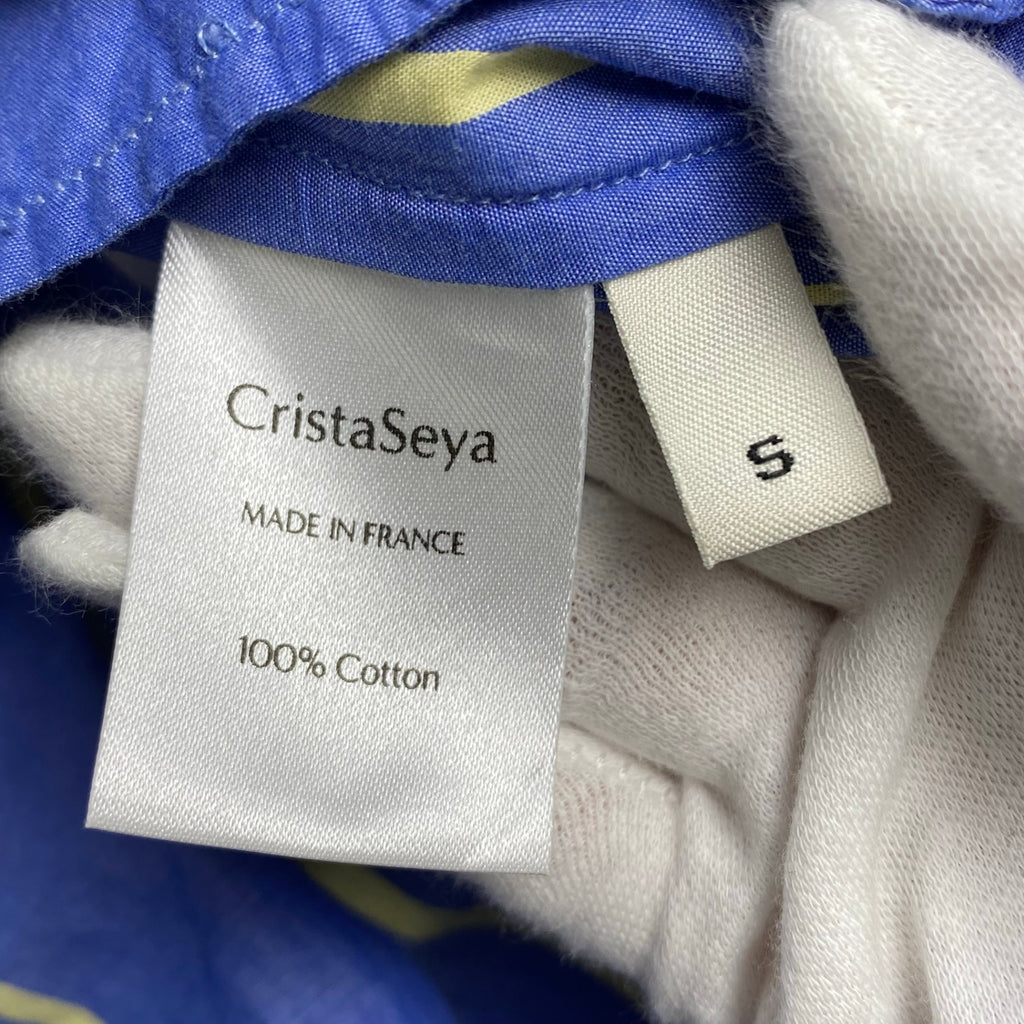 CristaSeya
MADE IN FRANCE
100% Cotton
S